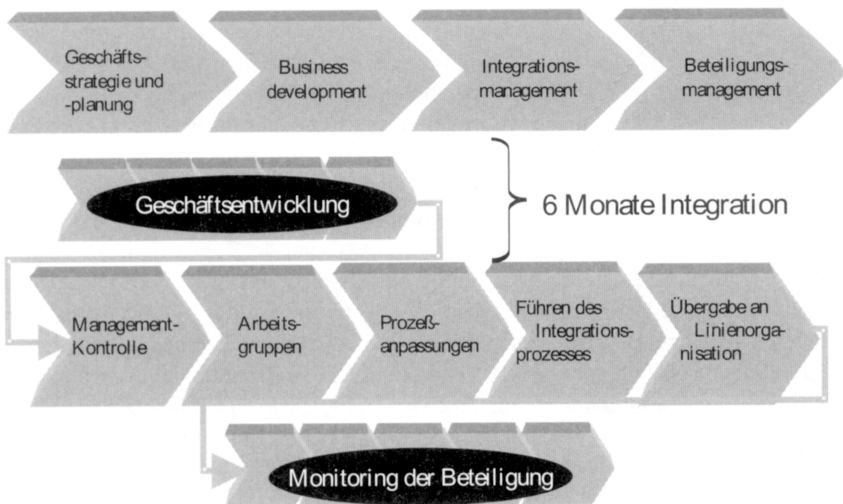 Geschäfts-
strategie und
-planung
Business
development
Integrations-
management
Beteiligungs-
management
Geschäftsentwicklung
6 Monate Integration
Management-
Kontrolle
Arbeits-
gruppen
Prozeß-
anpassungen
Führen des
Integrations-
prozesses
Übergabe an
Linienorga-
nisation
Monitoring der Beteiligung